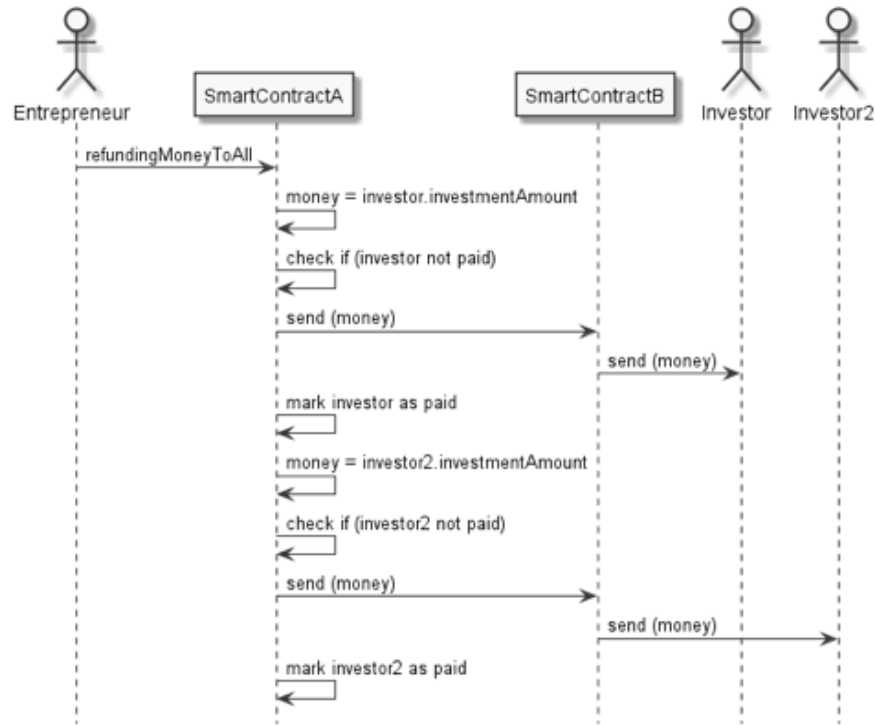 Entrepreneur
SmartContractA
SmartContractB
Investor
Investor2
refundingMoneyToAll
money = investor.investmentAmount
check if (investor not paid)
send (money)
send (money)
mark investor as paid
money = investor2.investmentAmount
check if (investor2 not paid)
send (money)
send (money)
mark investor2 as paid